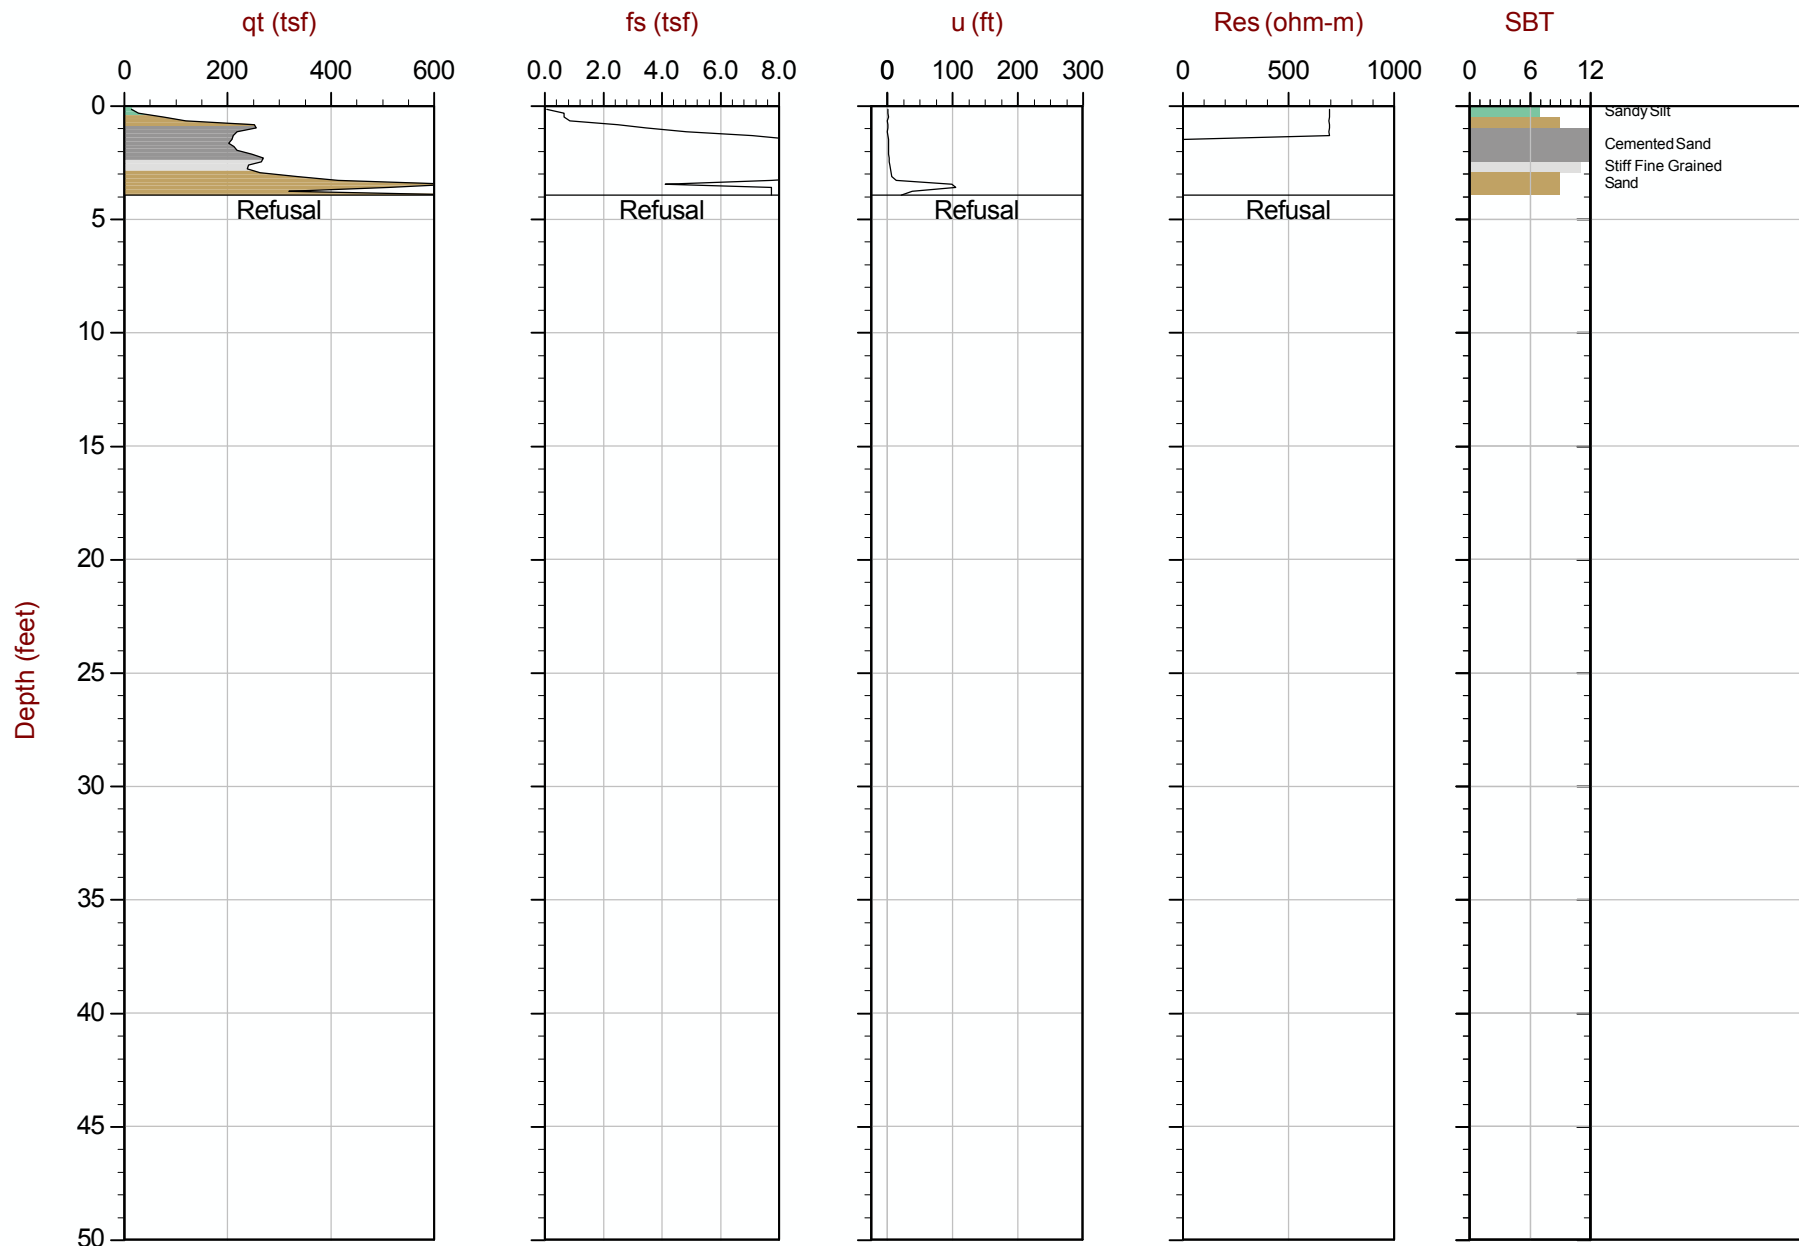 qt (tsf) fs (tsf) u (ft) Res (ohm-m) SBT
0 200 400 600 0.0 2.0 4.0 6.0 8.0 0 100 200 300 0 500 1000 0 6 12
0
Sandy Silt
Cemented Sand
Stiff Fine Grained
Sand
Refusal Refusal Refusal Refusal
5
10
15
20
Depth (feet)
25
30
35
40
45
50